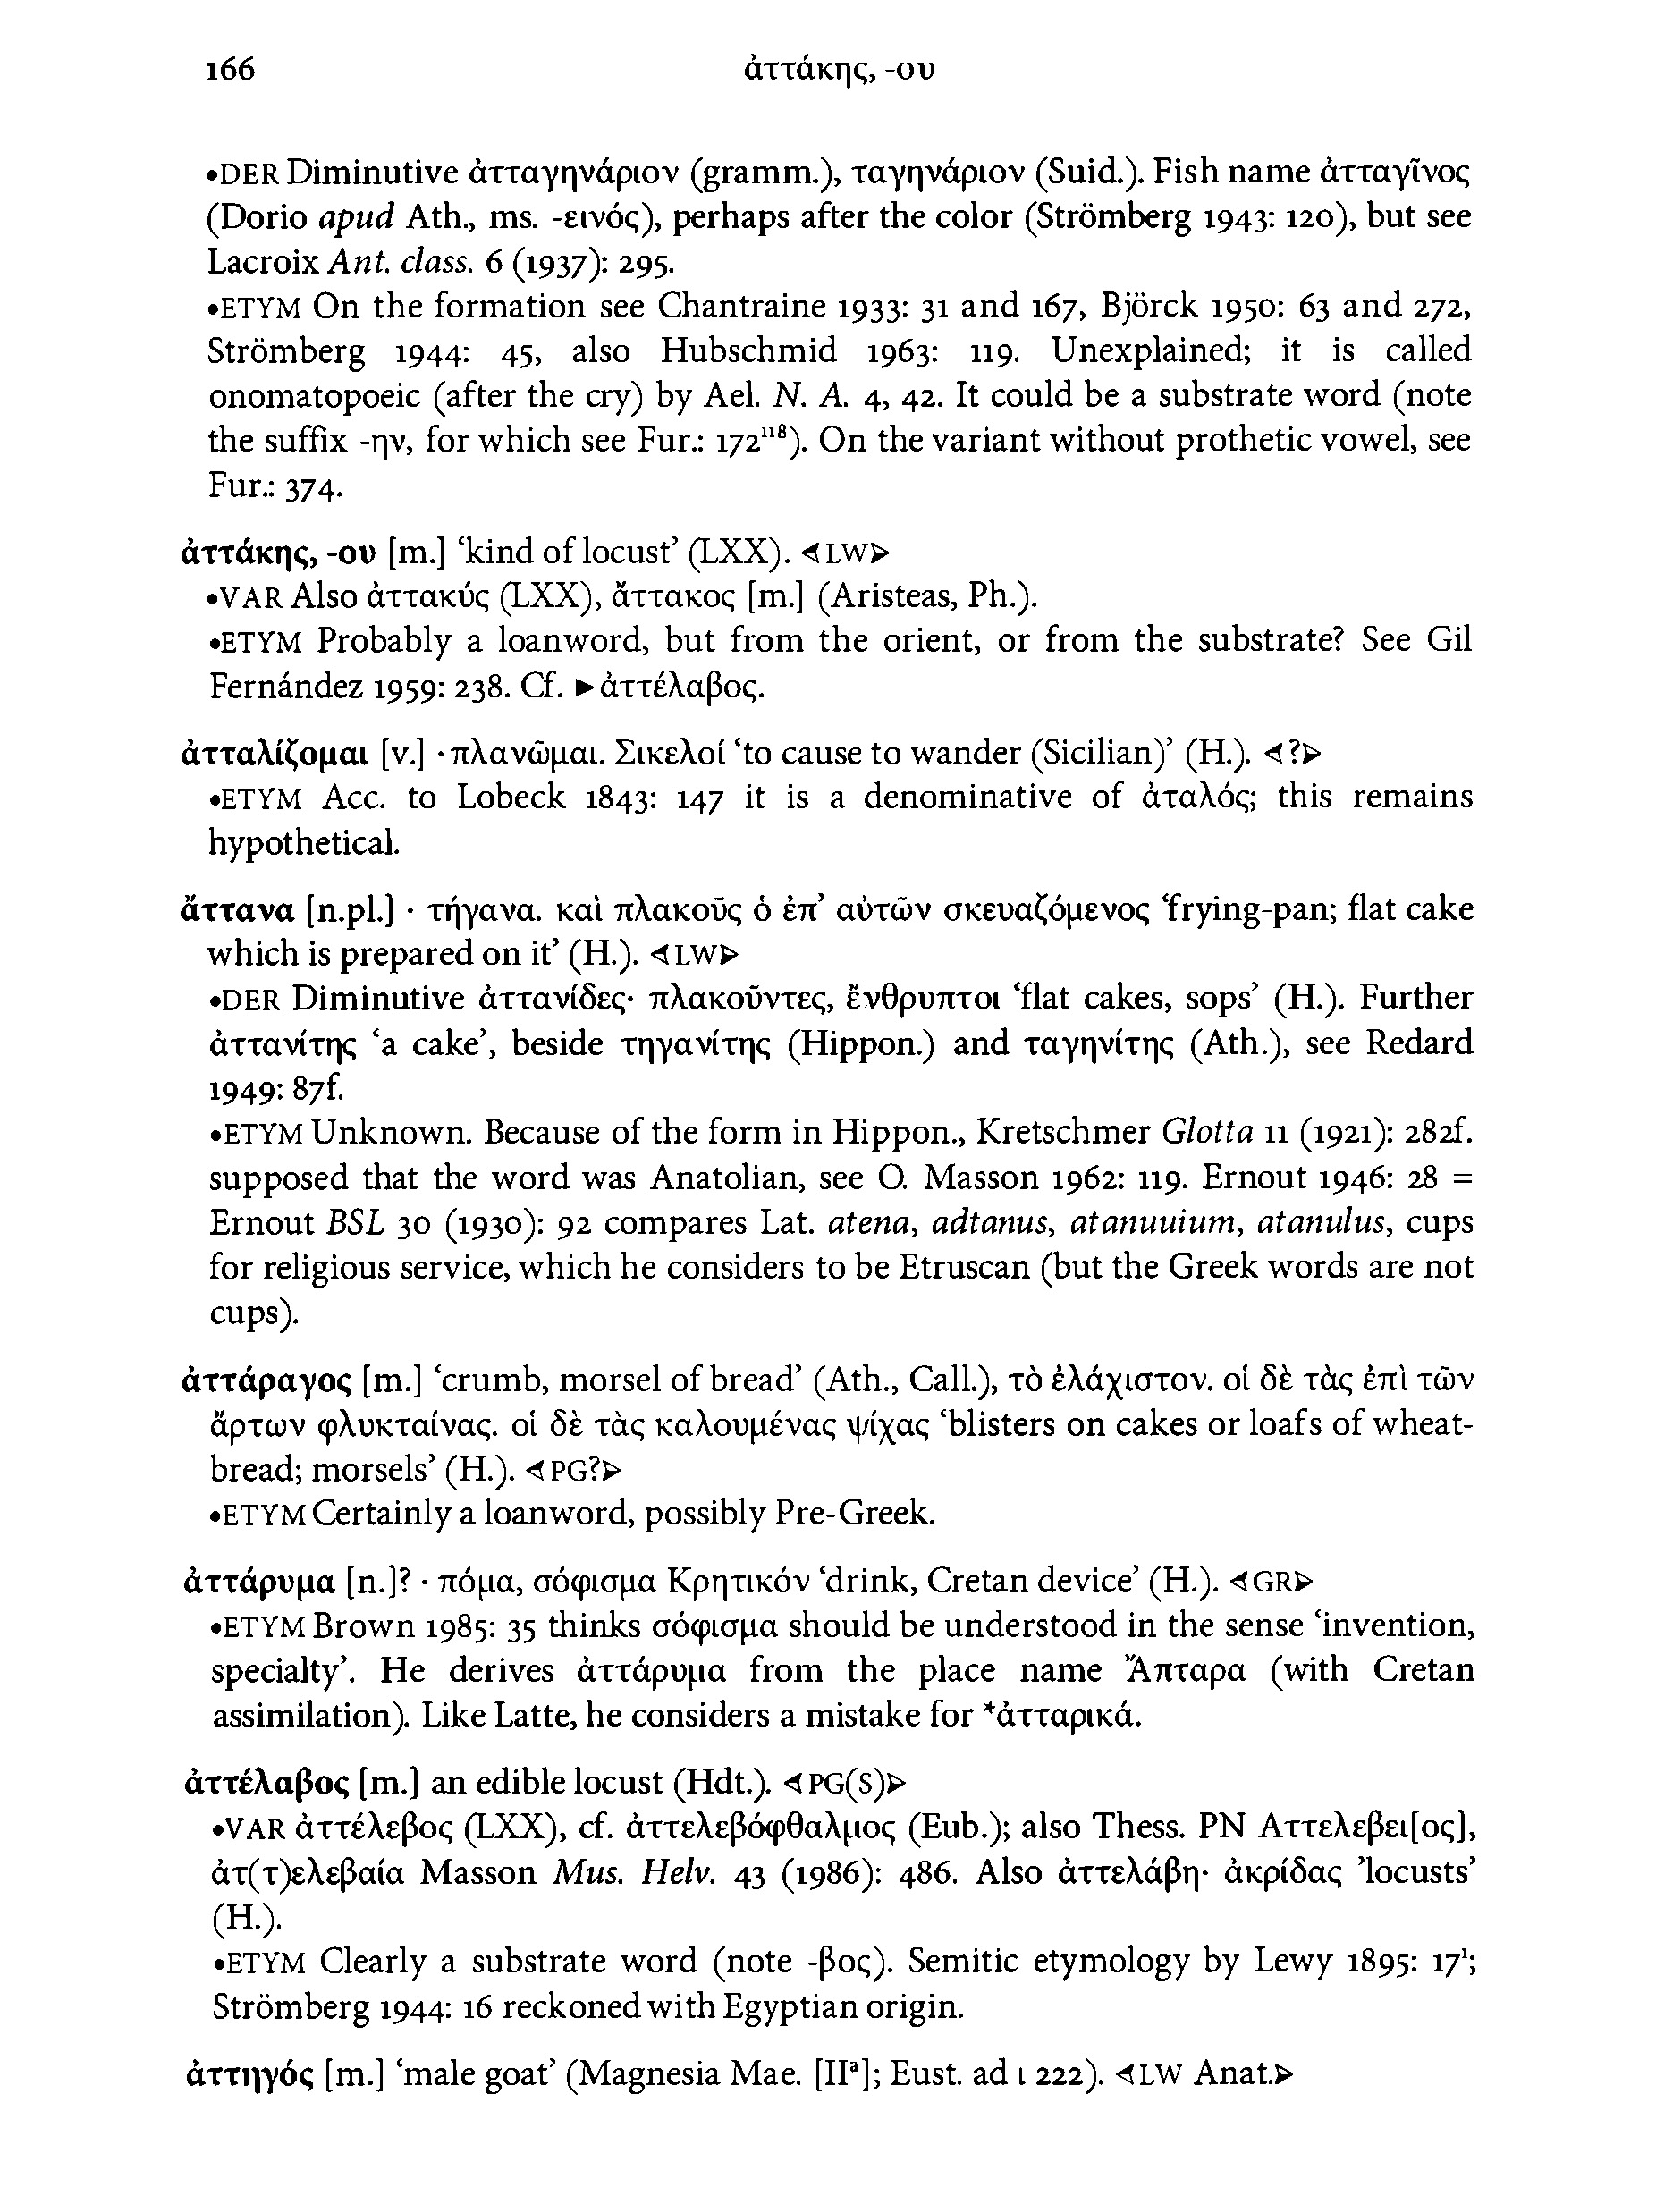 166
ἀττάκης, -ου
•DER Diminutive ἀτταγηνάριον (gramm.), ταγηνάριον (Suid.). Fish name ἀτταγῖνος
(Dorio apud Ath., ms. -εινός), perhaps after the color (Strömberg 1943: 120), but see
Lacroix Ant. class. 6 (1937): 295.
•ETYM On the formation see Chantraine 1933: 31 and 167, Björck 1950: 63 and 272,
Strömberg 1944: 45, also Hubschmid 1963: 119. Unexplained; it is called
onomatopoeic (after the cry) by Ael. N. A. 4, 42. It could be a substrate word (note
the suffix -ην, for which see Fur.: 172¹¹⁸). On the variant without prothetic vowel, see
Fur.: 374.
ἀττάκης, -ου [m.] ‘kind of locust’ (LXX). ⊲LW⊳
•VAR Also ἀττακύς (LXX), ἄττακος [m.] (Aristeas, Ph.).
•ETYM Probably a loanword, but from the orient, or from the substrate? See Gil
Fernández 1959: 238. Cf. ►ἀττέλαβος.
ἀτταλίζομαι [v.] ·πλανῶμαι. Σικελοί ‘to cause to wander (Sicilian)’ (H.). ⊲?⊳
•ETYM Acc. to Lobeck 1843: 147 it is a denominative of ἀταλός; this remains
hypothetical.
ἄττανα [n.pl.] · τήγανα. καὶ πλακοῦς ὁ ἐπ’ αὐτῶν σκευαζόμενος ‘frying-pan; flat cake
which is prepared on it’ (H.). ⊲LW⊳
•DER Diminutive ἀττανίδες· πλακοῦντες, ἔνθρυπτοι ‘flat cakes, sops’ (H.). Further
ἀττανίτης ‘a cake’, beside τηγανίτης (Hippon.) and ταγηνίτης (Ath.), see Redard
1949: 87f.
•ETYM Unknown. Because of the form in Hippon., Kretschmer Glotta 11 (1921): 282f.
supposed that the word was Anatolian, see O. Masson 1962: 119. Ernout 1946: 28 =
Ernout BSL 30 (1930): 92 compares Lat. atena, adtanus, atanuuium, atanulus, cups
for religious service, which he considers to be Etruscan (but the Greek words are not
cups).
ἀττάραγος [m.] ‘crumb, morsel of bread’ (Ath., Call.), τὸ ἐλάχιστον. οἱ δὲ τὰς ἐπὶ τῶν
ἄρτων φλυκταίνας. οἱ δὲ τὰς καλουμένας ψίχας ‘blisters on cakes or loafs of wheat-
bread; morsels’ (H.). ⊲PG?⊳
•ETYM Certainly a loanword, possibly Pre-Greek.
ἀττάρυμα [n.]? · πόμα, σόφισμα Κρητικόν ‘drink, Cretan device’ (H.). ⊲GR⊳
•ETYM Brown 1985: 35 thinks σόφισμα should be understood in the sense ‘invention,
specialty’. He derives ἀττάρυμα from the place name Ἄπταρα (with Cretan
assimilation). Like Latte, he considers a mistake for *ἀτταρικά.
ἀττέλαβος [m.] an edible locust (Hdt.). ⊲PG(S)⊳
•VAR ἀττέλεβος (LXX), cf. ἀττελεβόφθαλμος (Eub.); also Thess. PN Αττελεβει[ος],
ἀτ(τ)ελεβαία Masson Mus. Helv. 43 (1986): 486. Also ἀττελάβη· ἀκρίδας ’locusts’
(H.).
•ETYM Clearly a substrate word (note -βος). Semitic etymology by Lewy 1895: 17¹;
Strömberg 1944: 16 reckoned with Egyptian origin.
ἀττηγός [m.] ‘male goat’ (Magnesia Mae. [IIᵃ]; Eust. ad ι 222). ⊲LW Anat.⊳